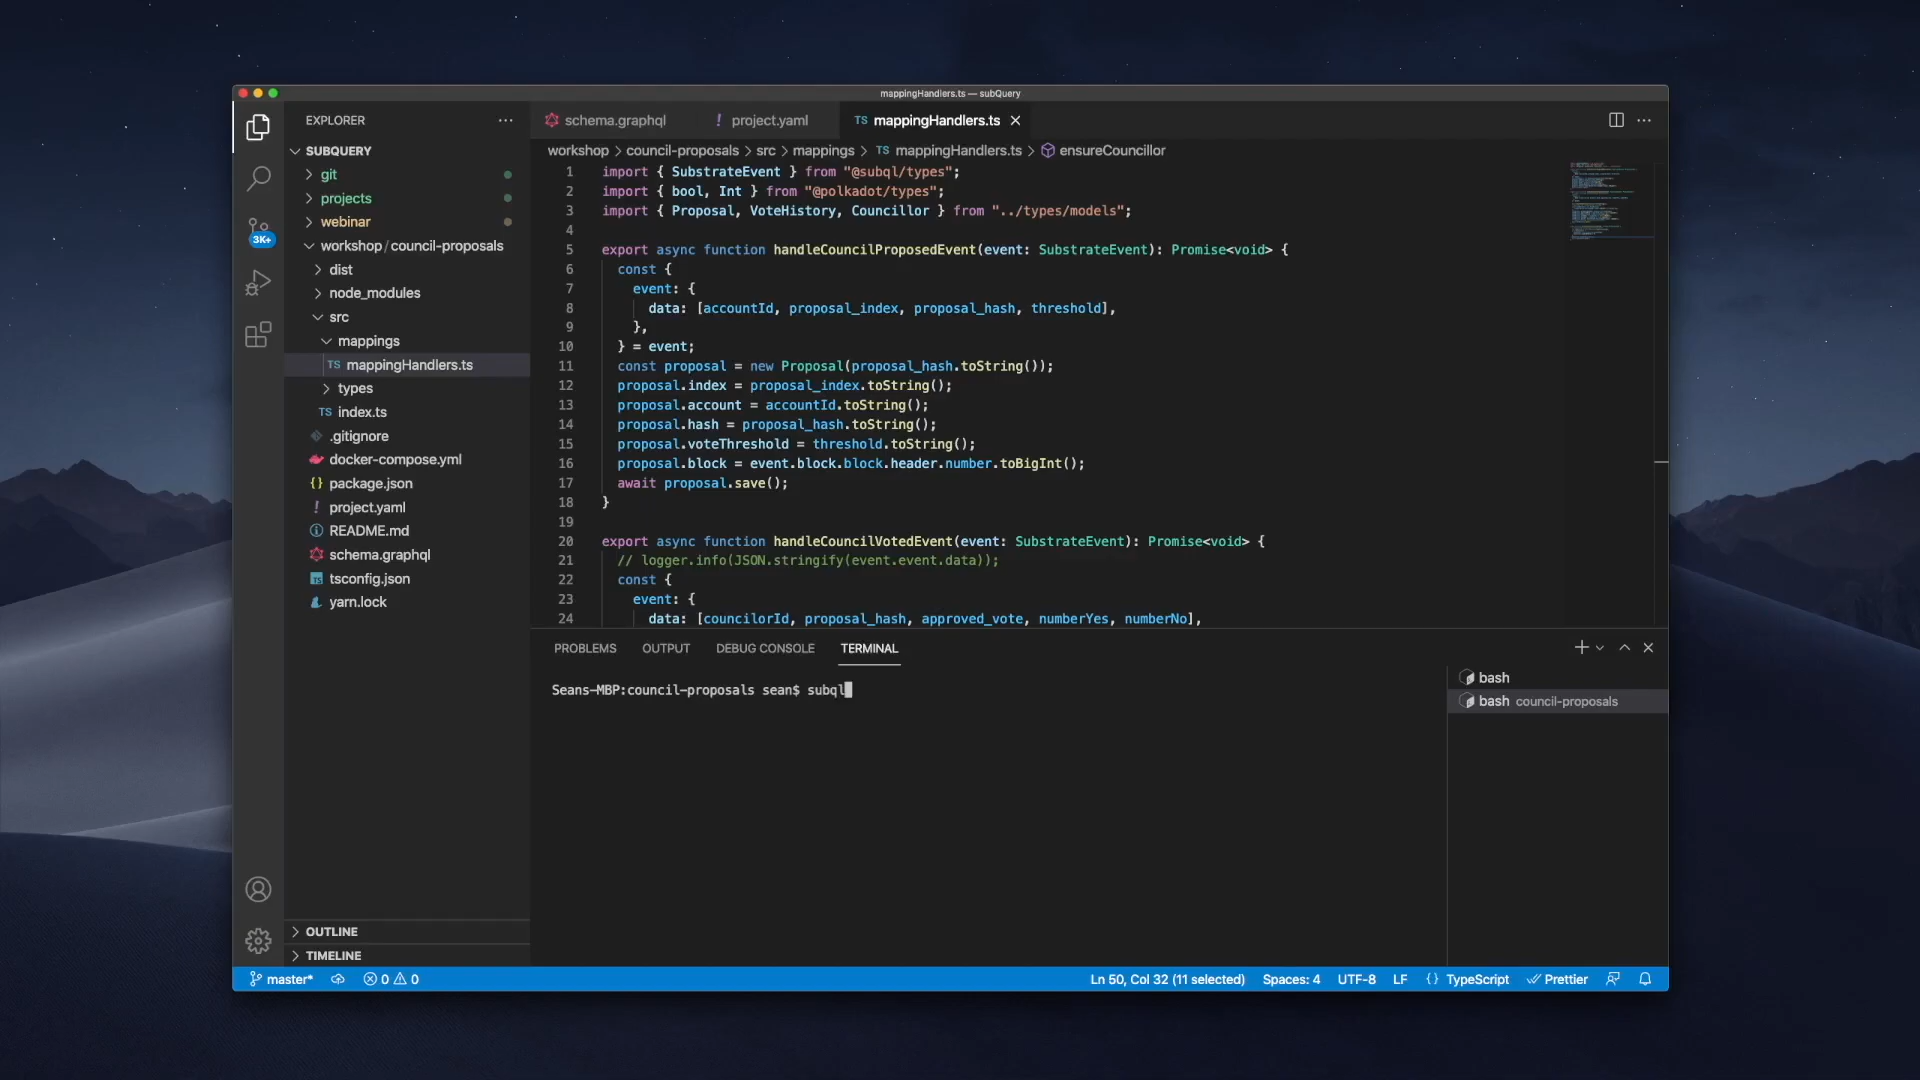 mappingHandlers.ts — subQuery
EXPLORER
SUBQUERY
git
projects
webinar
workshop/council-proposals
dist
node_modules
src
mappings
TS mappingHandlers.ts
types
TS index.ts
.gitignore
docker-compose.yml
{} package.json
! project.yaml
README.md
schema.graphql
tsconfig.json
yarn.lock
OUTLINE
TIMELINE
3K+
schema.graphql
! project.yaml
TS mappingHandlers.ts
workshop > council-proposals > src > mappings > TS mappingHandlers.ts > ensureCouncillor
1 import { SubstrateEvent } from "@subql/types";
2 import { bool, Int } from "@polkadot/types";
3 import { Proposal, VoteHistory, Councillor } from "../types/models";
4
5 export async function handleCouncilProposedEvent(event: SubstrateEvent): Promise<void> {
6 const {
7 event: {
8 data: [accountId, proposal_index, proposal_hash, threshold],
9 },
10 } = event;
11 const proposal = new Proposal(proposal_hash.toString());
12 proposal.index = proposal_index.toString();
13 proposal.account = accountId.toString();
14 proposal.hash = proposal_hash.toString();
15 proposal.voteThreshold = threshold.toString();
16 proposal.block = event.block.block.header.number.toBigInt();
17 await proposal.save();
18 }
19
20 export async function handleCouncilVotedEvent(event: SubstrateEvent): Promise<void> {
21 // logger.info(JSON.stringify(event.event.data));
22 const {
23 event: {
24 data: [councilorId, proposal_hash, approved_vote, numberYes, numberNo],
PROBLEMS OUTPUT DEBUG CONSOLE TERMINAL
Seans-MBP:council-proposals sean$ subql
bash
bash council-proposals
master* 0 0 Ln 50, Col 32 (11 selected) Spaces: 4 UTF-8 LF {} TypeScript Prettier